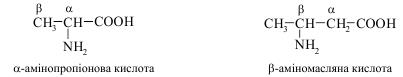 β α β α
CH₃–CH–COOH CH₃–CH–CH₂–COOH
NH₂ NH₂
α-амінопропіонова кислота β-аміномасляна кислота